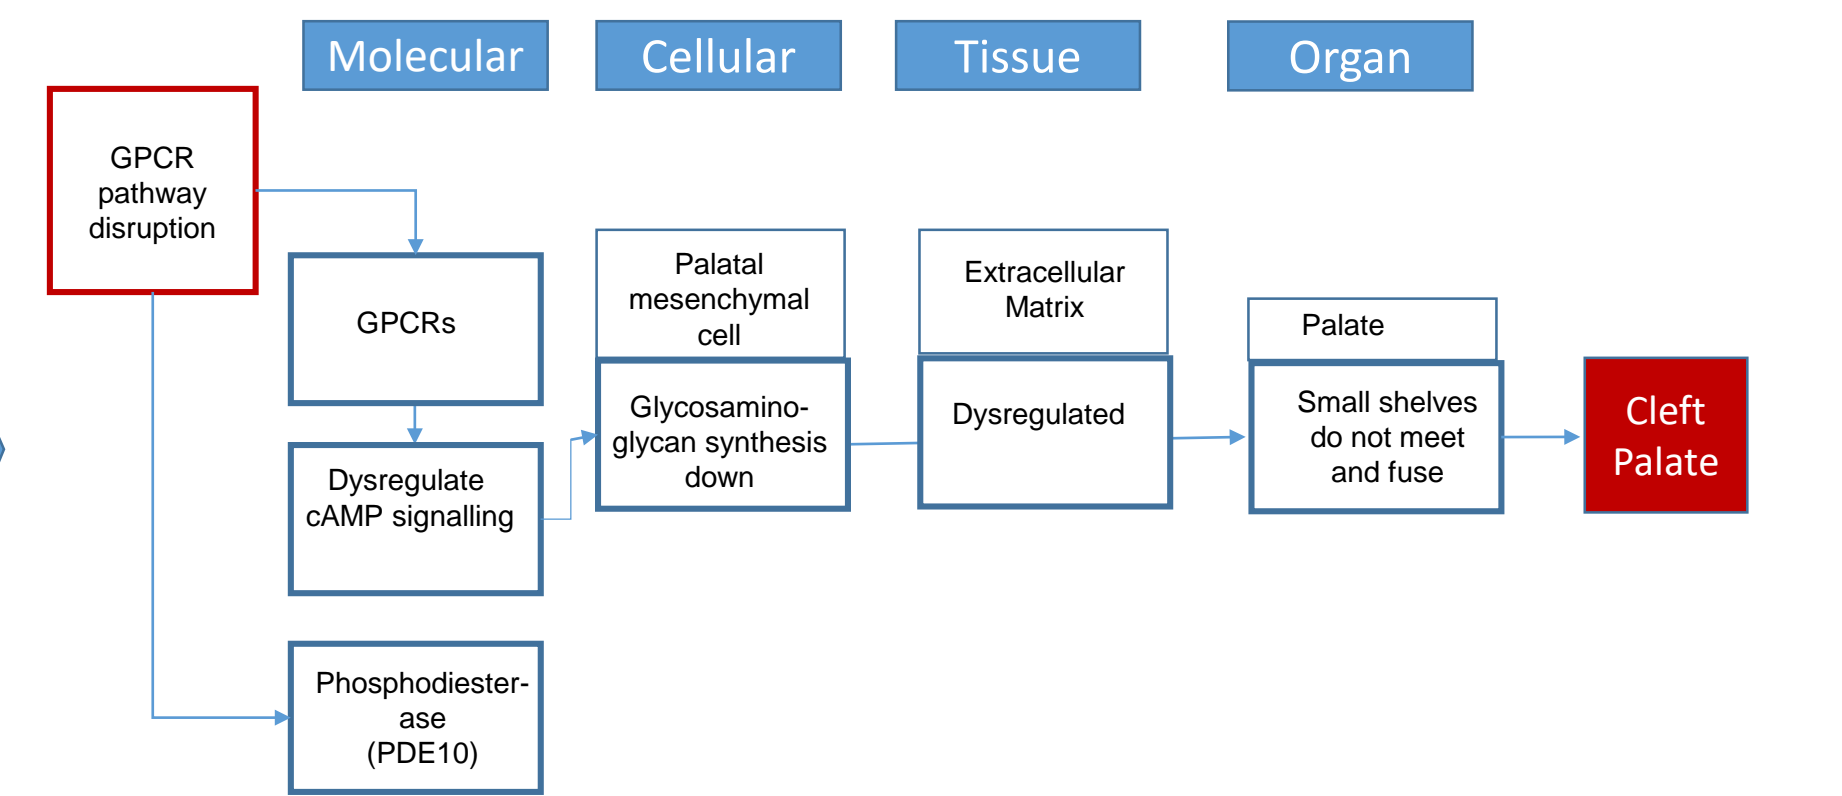 Molecular
Cellular
Tissue
Organ
GPCR
pathway
disruption
GPCRs
Dysregulate
cAMP signalling
Phosphodiester-
ase
(PDE10)
Palatal
mesenchymal
cell
Glycosamino-
glycan synthesis
down
Extracellular
Matrix
Dysregulated
Palate
Small shelves
do not meet
and fuse
Cleft
Palate